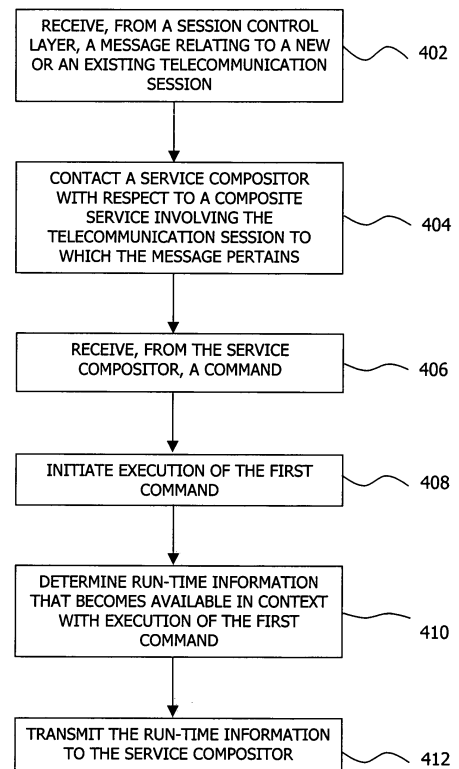 RECEIVE, FROM A SESSION CONTROL
LAYER, A MESSAGE RELATING TO A NEW
OR AN EXISTING TELECOMMUNICATION
SESSION
402
CONTACT A SERVICE COMPOSITOR
WITH RESPECT TO A COMPOSITE
SERVICE INVOLVING THE
TELECOMMUNICATION SESSION TO
WHICH THE MESSAGE PERTAINS
404
RECEIVE, FROM THE SERVICE
COMPOSITOR, A COMMAND
406
INITIATE EXECUTION OF THE FIRST
COMMAND
408
DETERMINE RUN-TIME INFORMATION
THAT BECOMES AVAILABLE IN CONTEXT
WITH EXECUTION OF THE FIRST
COMMAND
410
TRANSMIT THE RUN-TIME INFORMATION
TO THE SERVICE COMPOSITOR
412